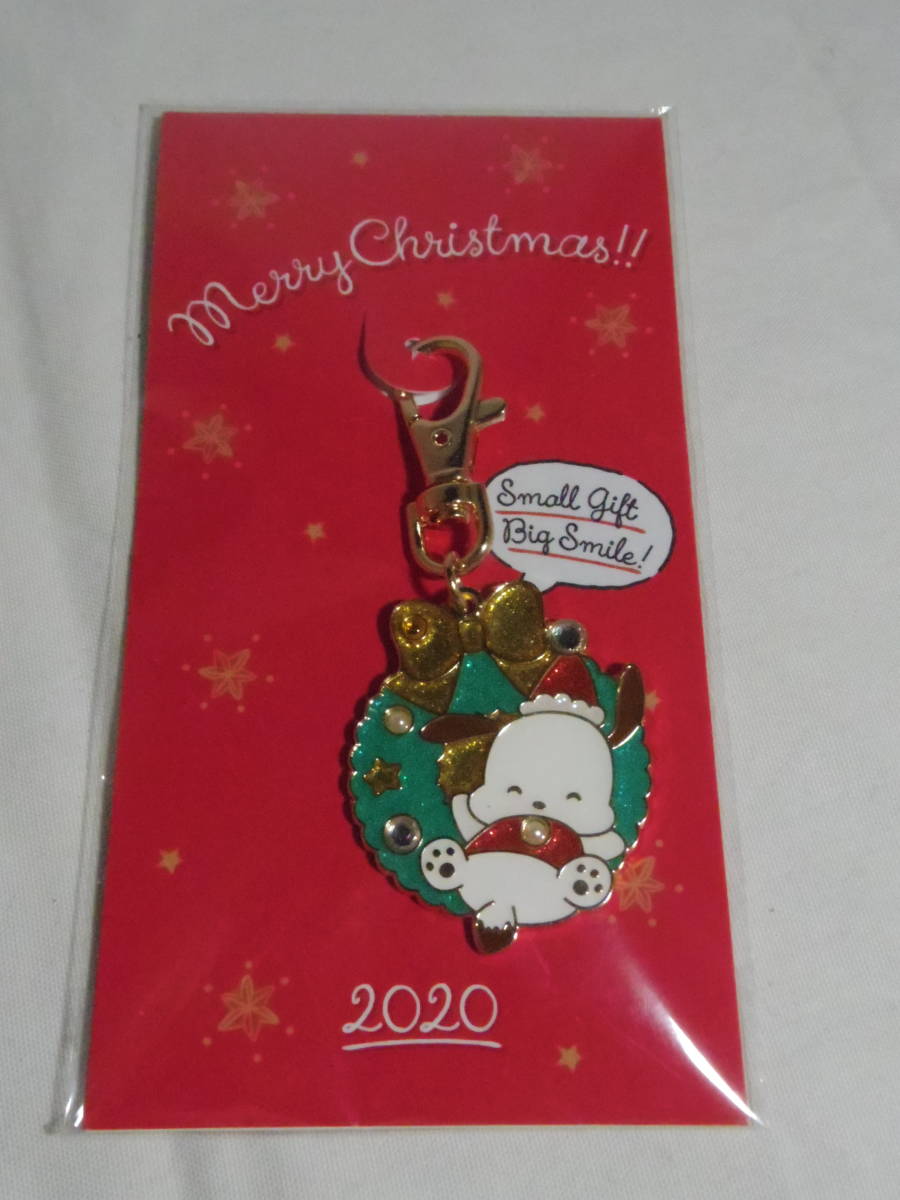 Merry Christmas!!
Small Gift
Big Smile!
2020